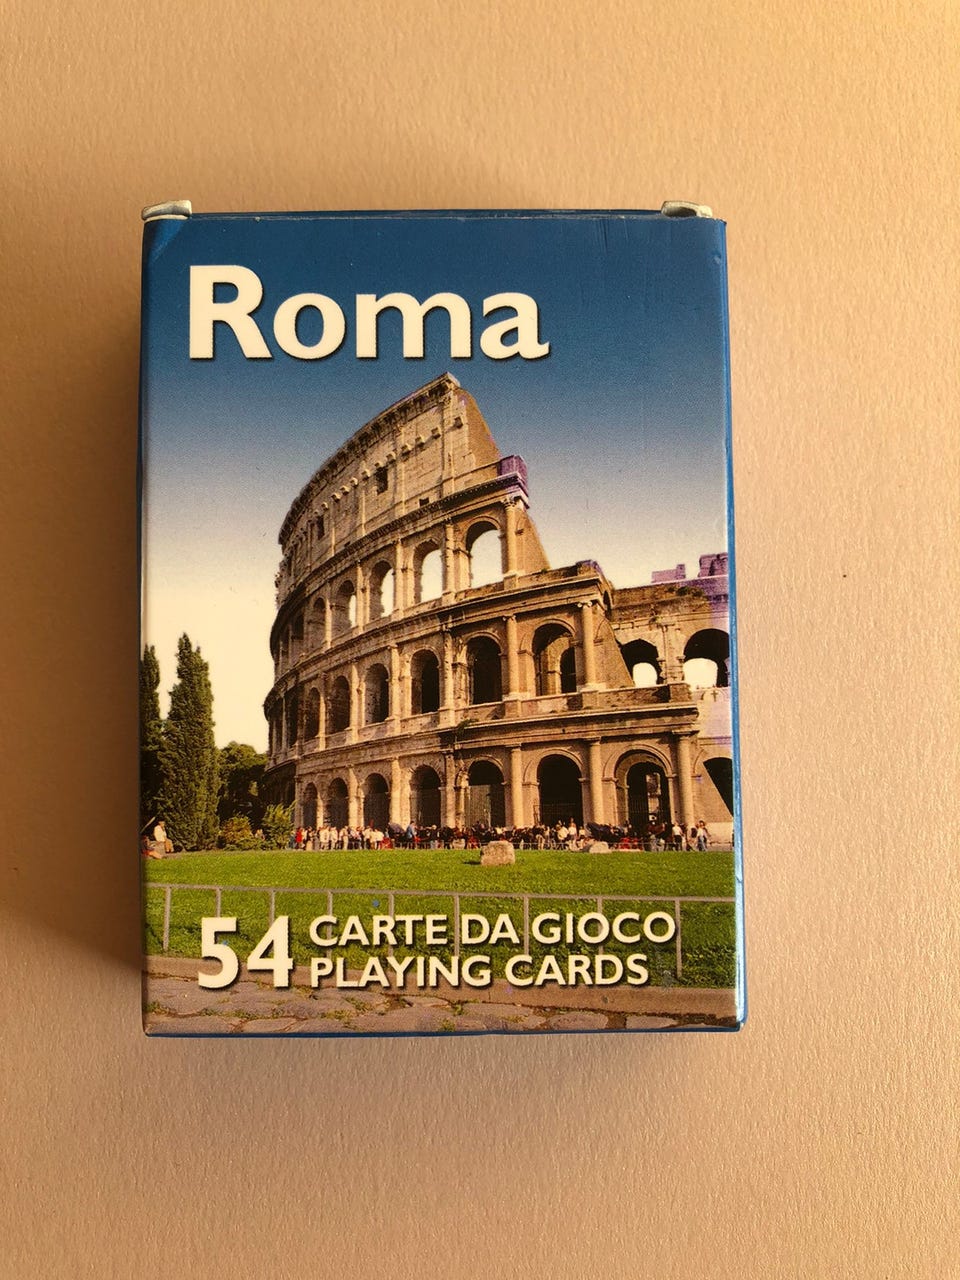 Roma
54 CARTE DA GIOCO
PLAYING CARDS